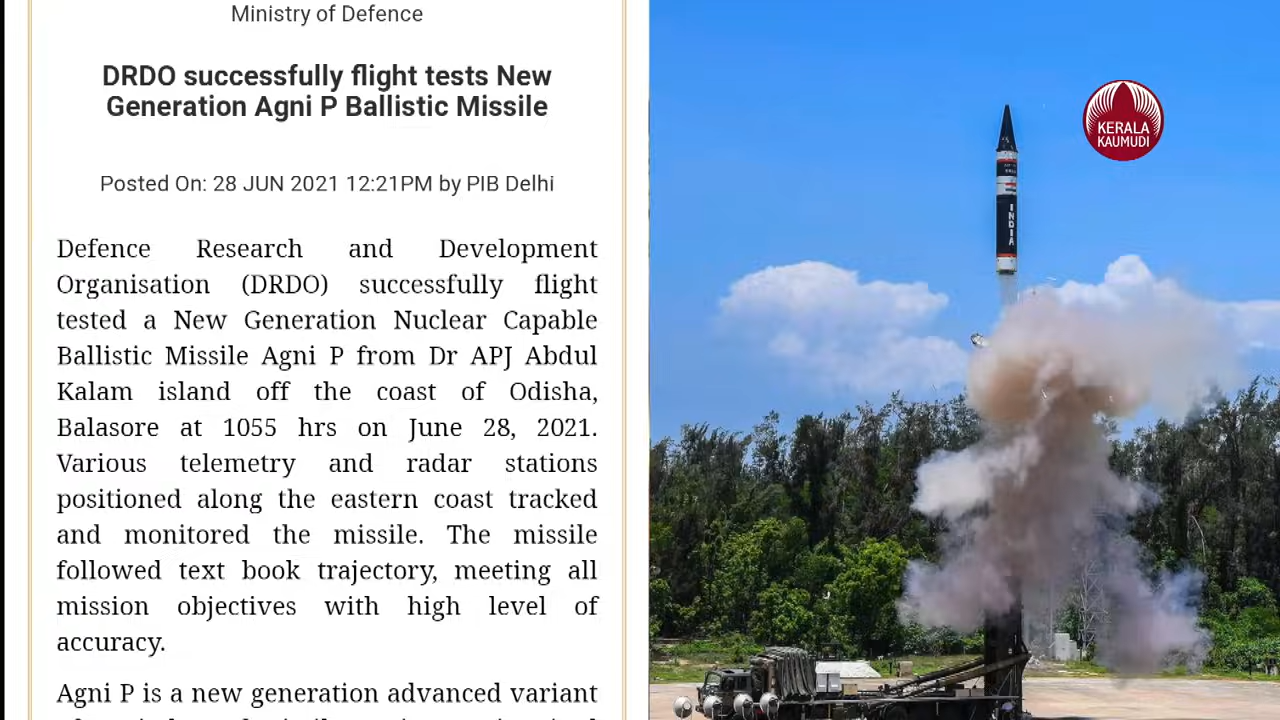 Ministry of Defence
DRDO successfully flight tests New
Generation Agni P Ballistic Missile
Posted On: 28 JUN 2021 12:21PM by PIB Delhi
Defence Research and Development
Organisation (DRDO) successfully flight
tested a New Generation Nuclear Capable
Ballistic Missile Agni P from Dr APJ Abdul
Kalam island off the coast of Odisha,
Balasore at 1055 hrs on June 28, 2021.
Various telemetry and radar stations
positioned along the eastern coast tracked
and monitored the missile. The missile
followed text book trajectory, meeting all
mission objectives with high level of
accuracy.
Agni P is a new generation advanced variant
KERALA
KAUMUDI
INDIA